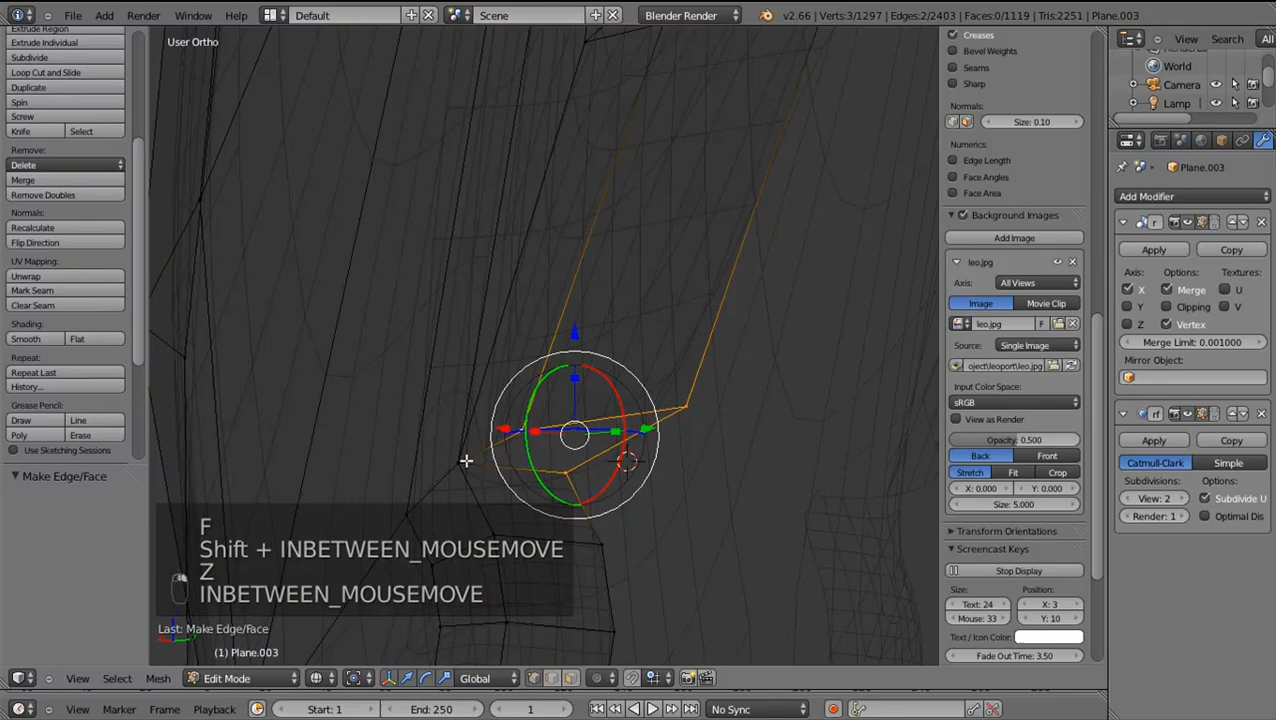 File Add Render Window Help Default Scene Blender Render v2.66 | Verts:3/1297 | Edges:2/2403 | Faces:0/1119 | Tris:2251 | Plane.003
Extrude Region
Extrude Individual
Subdivide
Loop Cut and Slide
Duplicate
Spin
Screw
Knife Select
Remove:
Delete
Merge
Remove Doubles
Normals:
Recalculate
Flip Direction
UV Mapping:
Unwrap
Mark Seam
Clear Seam
Shading:
Smooth Flat
Repeat:
Repeat Last
History...
Grease Pencil:
Draw Line
Poly Erase
Use Sketching Sessions
Make Edge/Face
User Ortho
F
Shift + INBETWEEN_MOUSEMOVE
Z
INBETWEEN_MOUSEMOVE
Last: Make Edge/Face
(1) Plane.003
Creases
Bevel Weights
Seams
Sharp
Normals:
Size: 0.10
Numerics:
Edge Length
Face Angles
Face Area
Background Images
Add Image
leo.jpg
Axis: All Views
Image Movie Clip
leo.jpg F
Source: Single Image
oject\leoport\leo.jpg
Input Color Space:
sRGB
View as Render
Opacity: 0.500
Back Front
Stretch Fit Crop
X: 0.000 Y: 0.000
Size: 5.000
Transform Orientations
Screencast Keys
Stop Display
Size: Position:
Text: 24 X: 3
Mouse: 33 Y: 10
Text / Icon Color:
Fade Out Time: 3.50
View Search All
World
Camera
Lamp
Plane.003
Add Modifier
Apply Copy
Axis: Options: Textures:
X Merge U
Y Clipping V
Z Vertex
Merge Limit: 0.001000
Mirror Object:
Apply Copy
Catmull-Clark Simple
Subdivisions: Options:
View: 2 Subdivide U
Render: 1 Optimal Dis
View Select Mesh Edit Mode Global
View Marker Frame Playback Start: 1 End: 250 1 No Sync